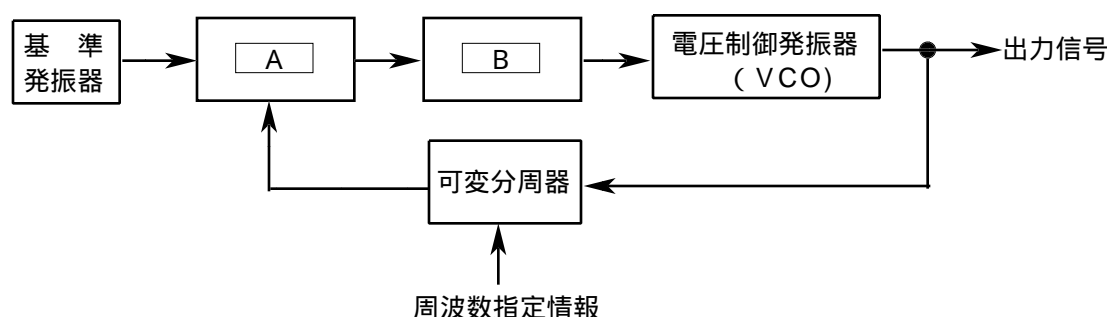 基　準
発振器
A
B
電圧制御発振器
( VCO)
出力信号
可変分周器
周波数指定情報